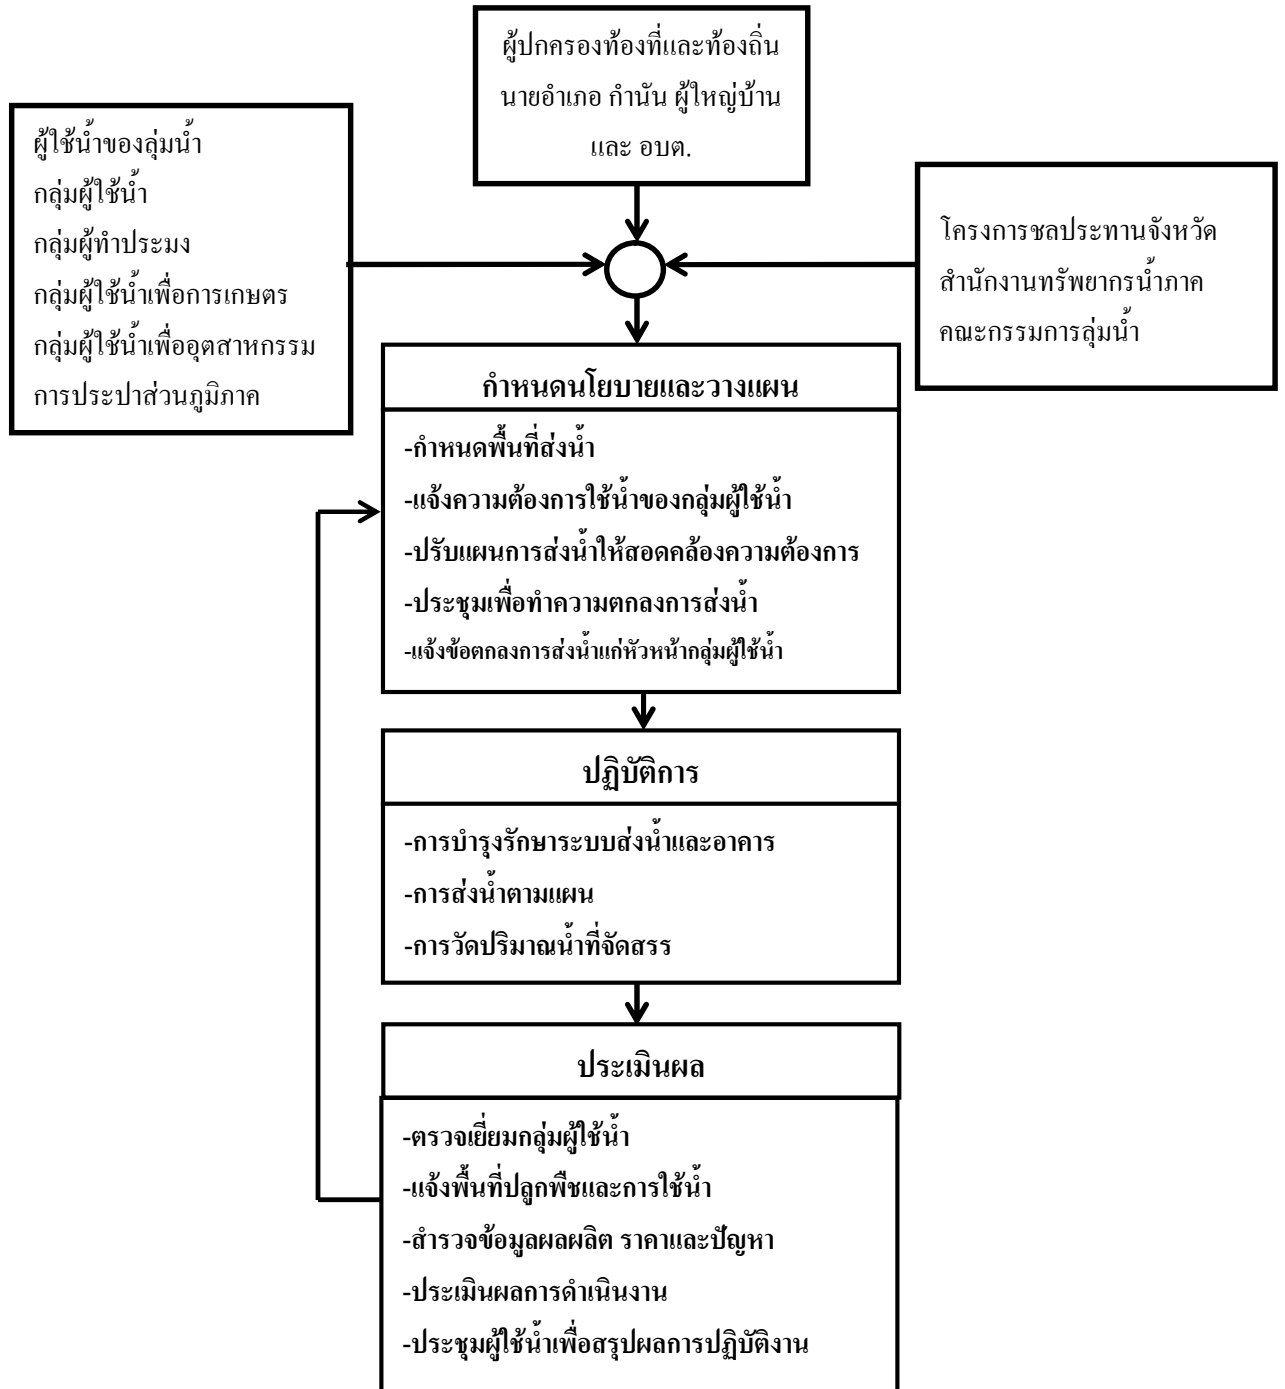 ผู้ปกครองท้องที่และท้องถิ่น
นายอำเภอ กำนัน ผู้ใหญ่บ้าน
และ อบต.
ผู้ใช้น้ำของลุ่มน้ำ
กลุ่มผู้ใช้น้ำ
กลุ่มผู้ทำประมง
กลุ่มผู้ใช้น้ำเพื่อการเกษตร
กลุ่มผู้ใช้น้ำเพื่ออุตสาหกรรม
การประปาส่วนภูมิภาค
โครงการชลประทานจังหวัด
สำนักงานทรัพยากรน้ำภาค
คณะกรรมการลุ่มน้ำ
กำหนดนโยบายและวางแผน
-กำหนดพื้นที่ส่งน้ำ
-แจ้งความต้องการใช้น้ำของกลุ่มผู้ใช้น้ำ
-ปรับแผนการส่งน้ำให้สอดคล้องความต้องการ
-ประชุมเพื่อทำความตกลงการส่งน้ำ
-แจ้งข้อตกลงการส่งน้ำแก่หัวหน้ากลุ่มผู้ใช้น้ำ
ปฏิบัติการ
-การบำรุงรักษาระบบส่งน้ำและอาคาร
-การส่งน้ำตามแผน
-การวัดปริมาณน้ำที่จัดสรร
ประเมินผล
-ตรวจเยี่ยมกลุ่มผู้ใช้น้ำ
-แจ้งพื้นที่ปลูกพืชและการใช้น้ำ
-สำรวจข้อมูลผลผลิต ราคาและปัญหา
-ประเมินผลการดำเนินงาน
-ประชุมผู้ใช้น้ำเพื่อสรุปผลการปฏิบัติงาน